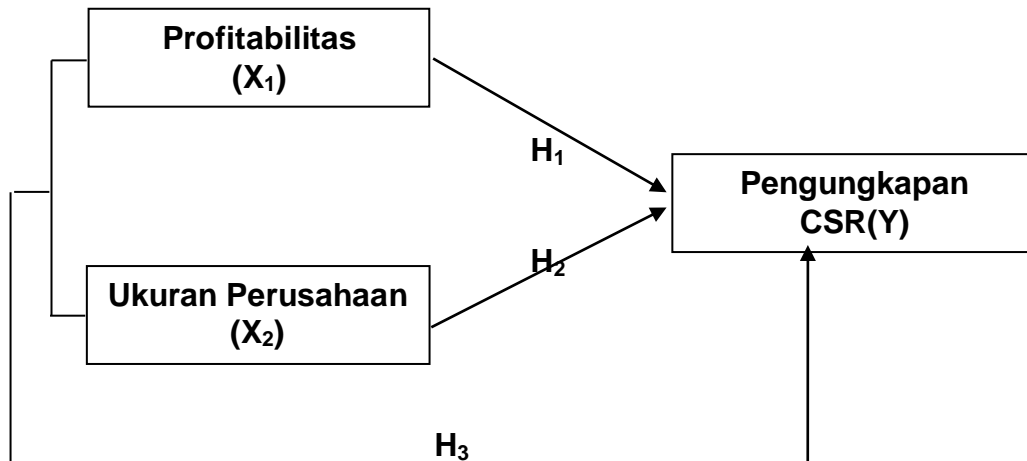 Profitabilitas
(X₁)
H₁
Pengungkapan
CSR(Y)
H₂
Ukuran Perusahaan
(X₂)
H₃